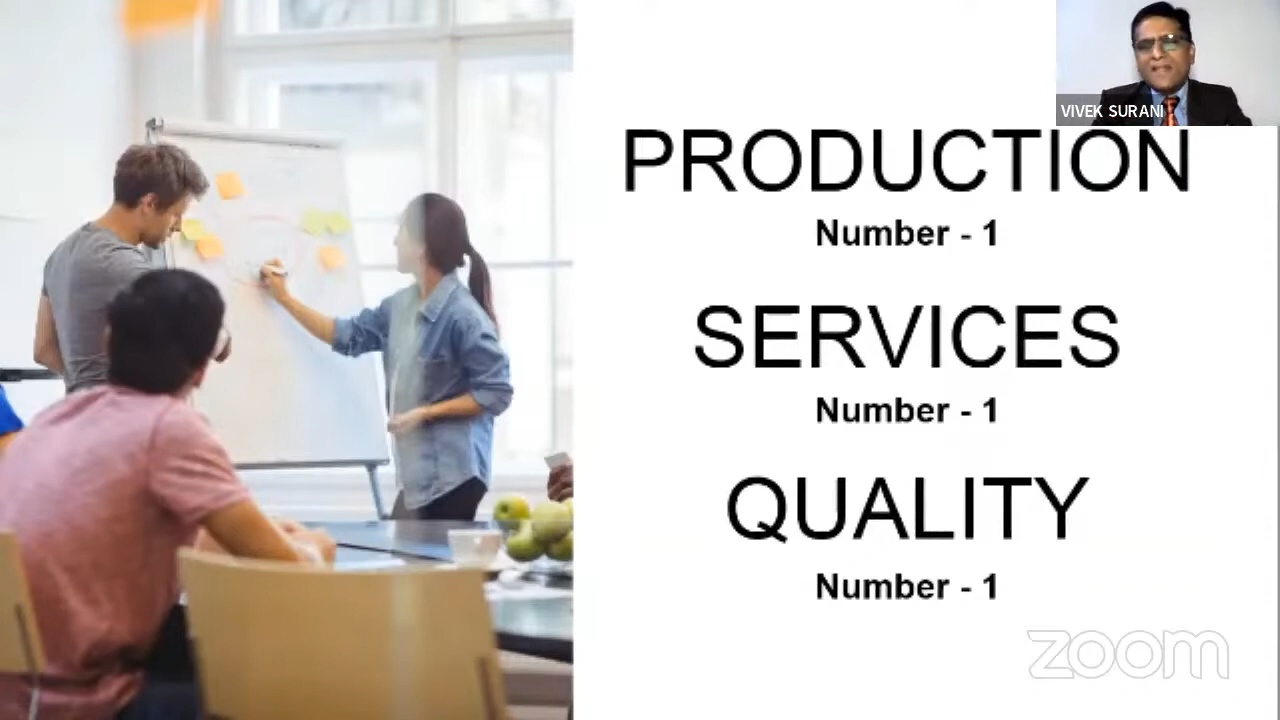 VIVEK SURANI
PRODUCTION
Number - 1
SERVICES
Number - 1
QUALITY
Number - 1
zoom